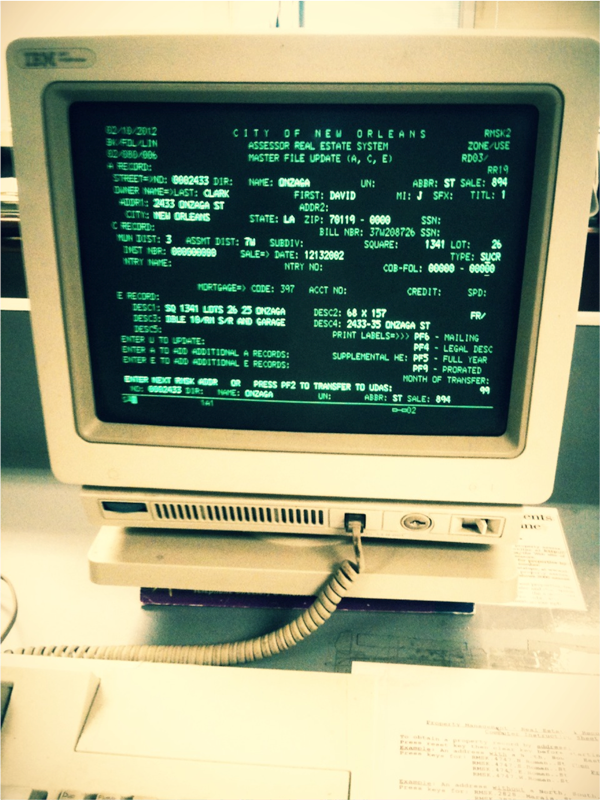 IBM
02/10/2012 CITY OF NEW ORLEANS RMSK2
BK/FOL/LIN ASSESSOR REAL ESTATE SYSTEM ZONE/USE
02/080/006 MASTER FILE UPDATE (A, C, E) RD03/
A RECORD: RR19
STREET=>NO: 0002433 DIR: NAME: ONZAGA UN: ABBR: ST SALE: 894
OWNER NAME=>LAST: CLARK FIRST: DAVID MI: J SFX: TITL: 1
ADDR1: 2433 ONZAGA ST ADDR2:
CITY: NEW ORLEANS STATE: LA ZIP: 70119 - 0000 SSN:
C RECORD: BILL NBR: 37W208726 SSN:
MUN DIST: 3 ASSMT DIST: 7W SUBDIV: SQUARE: 1341 LOT: 26
INST NBR: 000000000 SALE=> DATE: 12132002 TYPE: SUCR
NTRY NAME: NTRY NO: COB-FOL: 00000 - 00000
MORTGAGE=> CODE: 397 ACCT NO: CREDIT: SPD:
E RECORD:
DESC1: SQ 1341 LOTS 26 25 ONZAGA DESC2: 68 X 157 FR/
DESC3: DBLE 10/RM S/R AND GARAGE DESC4: 2433-35 ONZAGA ST
DESC5: PRINT LABELS=>>> PF6 - MAILING
ENTER U TO UPDATE: PF4 - LEGAL DESC
ENTER A TO ADD ADDITIONAL A RECORDS: SUPPLEMENTAL HE: PF5 - FULL YEAR
ENTER E TO ADD ADDITIONAL E RECORDS: PF9 - PRORATED
MONTH OF TRANSFER:
ENTER NEXT RMSK ADDR OR PRESS PF2 TO TRANSFER TO UDAS: 99
NO: 0002433 DIR: NAME: ONZAGA UN: ABBR: ST SALE: 894
1A1 02